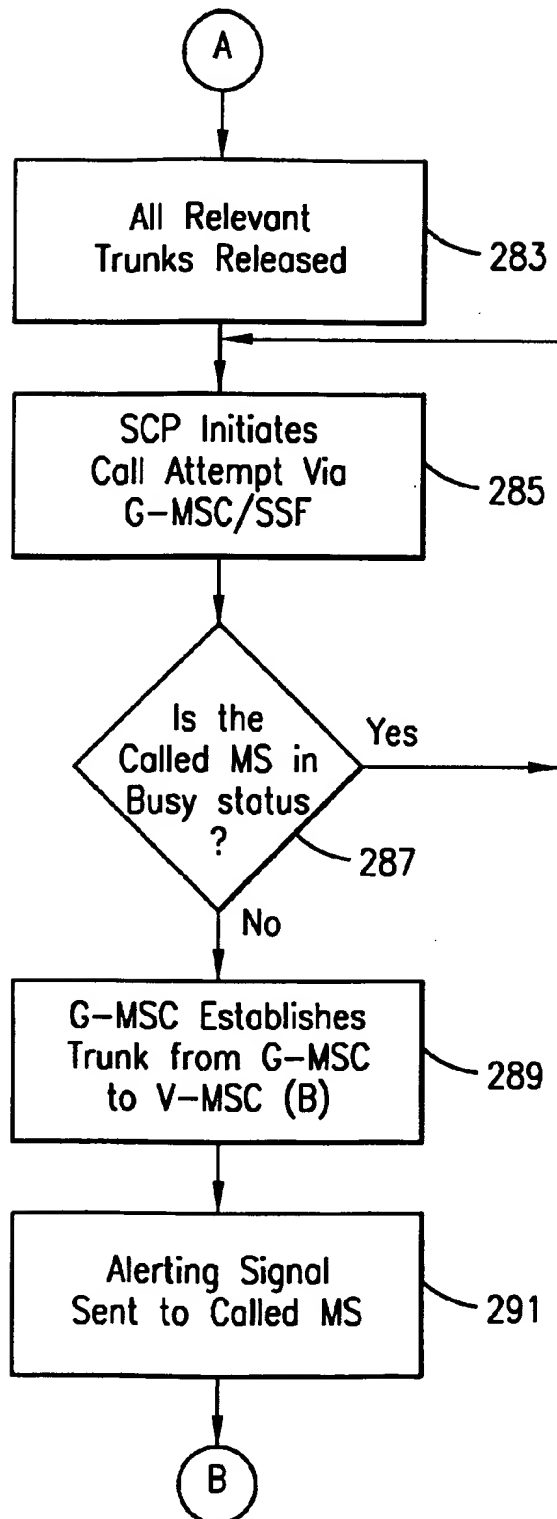 A
All Relevant
Trunks Released
283
SCP Initiates
Call Attempt Via
G-MSC/SSF
285
Is the
Called MS in
Busy status
?
Yes
287
No
G-MSC Establishes
Trunk from G-MSC
to V-MSC (B)
289
Alerting Signal
Sent to Called MS
291
B